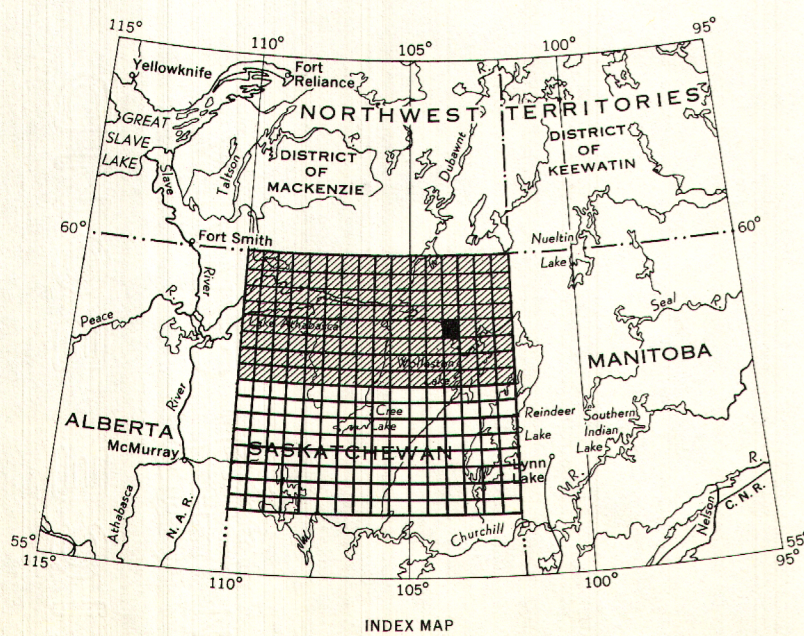 115°
110°
105°
100°
95°
Yellowknife
Fort
Reliance
R.
NORTHWEST TERRITORIES
GREAT
SLAVE
LAKE
Slave
Taltson
DISTRICT
OF
MACKENZIE
R.
Dubawnt
DISTRICT
OF
KEEWATIN
60°
Fort Smith
Nueltin
Lake
60°
River
Peace
R.
Lake Athabasca
Seal
R.
Wollaston
Lake
MANITOBA
River
ALBERTA
McMurray
Cree
Lake
Reindeer
Lake
Southern
Indian
Lake
SASKATCHEWAN
Lynn
Lake
R.
R.
Athabasca
N.A.R.
Churchill
Nelson
C.N.R.
55°
115°
110°
105°
100°
55°
95°
INDEX MAP